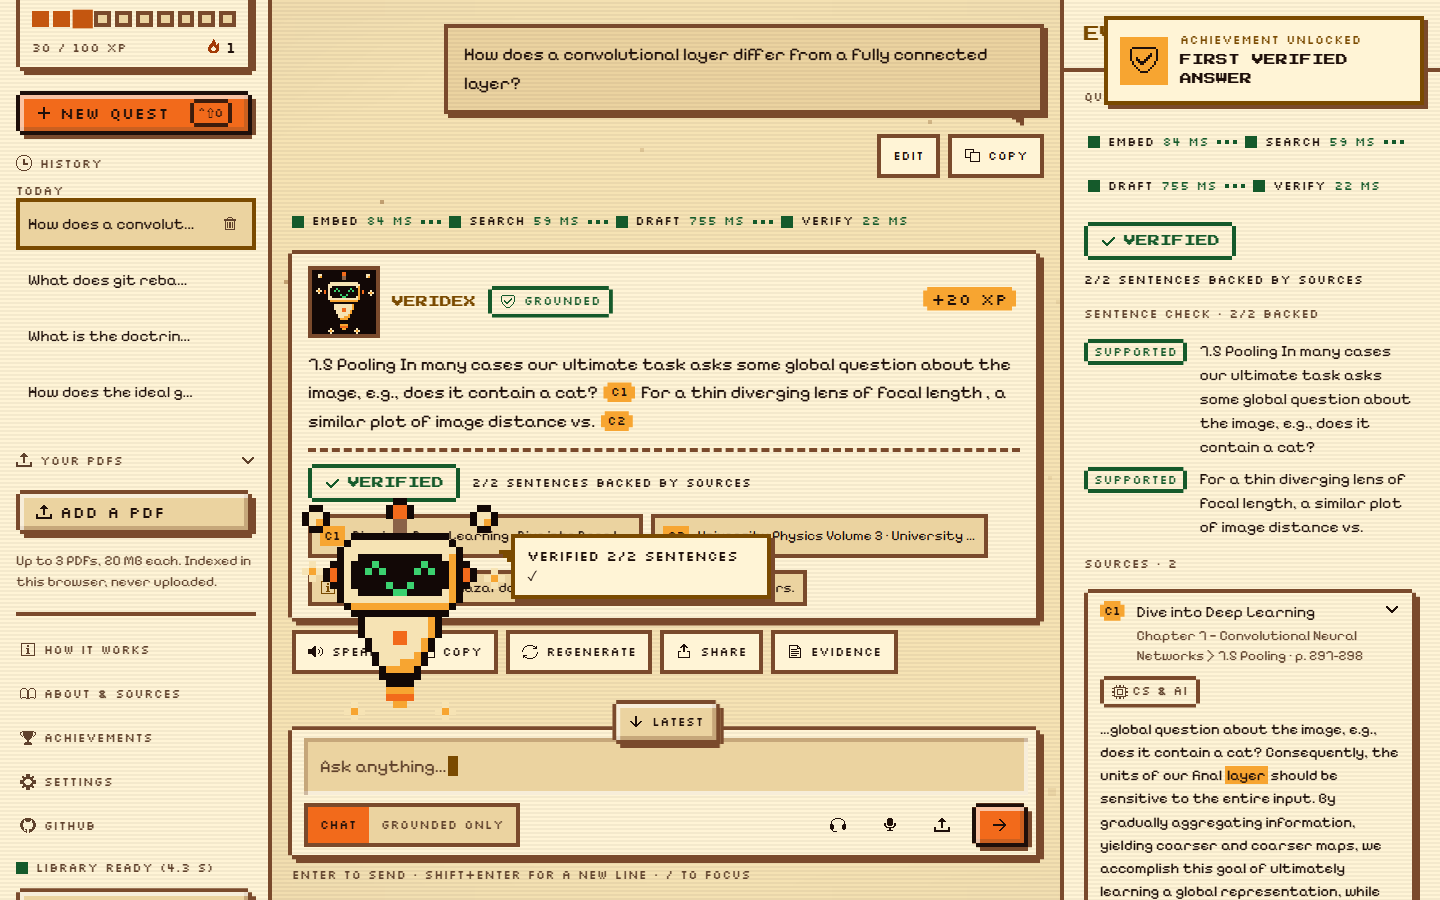 30 / 100 XP
1
NEW QUEST
^⇧O
HISTORY
TODAY
How does a convolut...
What does git reba...
What is the doctrin...
How does the ideal g...
YOUR PDFS
ADD A PDF
Up to 3 PDFs, 20 MB each. Indexed in
this browser, never uploaded.
HOW IT WORKS
ABOUT & SOURCES
ACHIEVEMENTS
SETTINGS
GITHUB
LIBRARY READY (4.3 S)
How does a convolutional layer differ from a fully connected
layer?
EDIT
COPY
EMBED 84 MS SEARCH 59 MS DRAFT 755 MS VERIFY 22 MS
VERIDEX
GROUNDED
+20 XP
7.5 Pooling In many cases our ultimate task asks some global question about the
image, e.g., does it contain a cat? C1 For a thin diverging lens of focal length , a
similar plot of image distance vs. C2
VERIFIED
2/2 SENTENCES BACKED BY SOURCES
C1
Physics Volume 3 · University ...
VERIFIED 2/2 SENTENCES
✓
rs.
COPY
REGENERATE
SHARE
EVIDENCE
LATEST
Ask anything...
CHAT
GROUNDED ONLY
ENTER TO SEND · SHIFT+ENTER FOR A NEW LINE · / TO FOCUS
ACHIEVEMENT UNLOCKED
FIRST VERIFIED
ANSWER
EMBED 84 MS SEARCH 59 MS
DRAFT 755 MS VERIFY 22 MS
VERIFIED
2/2 SENTENCES BACKED BY SOURCES
SENTENCE CHECK · 2/2 BACKED
SUPPORTED
7.5 Pooling In many cases
our ultimate task asks
some global question about
the image, e.g., does it
contain a cat?
SUPPORTED
For a thin diverging lens of
focal length, a similar plot
of image distance vs.
SOURCES · 2
C1
Dive into Deep Learning
Chapter 7 - Convolutional Neural
Networks > 7.5 Pooling · p. 297-298
CS & AI
...global question about the image, e.g.,
does it contain a cat? Consequently, the
units of our final layer should be
sensitive to the entire input. By
gradually aggregating information,
yielding coarser and coarser maps, we
accomplish this goal of ultimately
learning a global representation, while